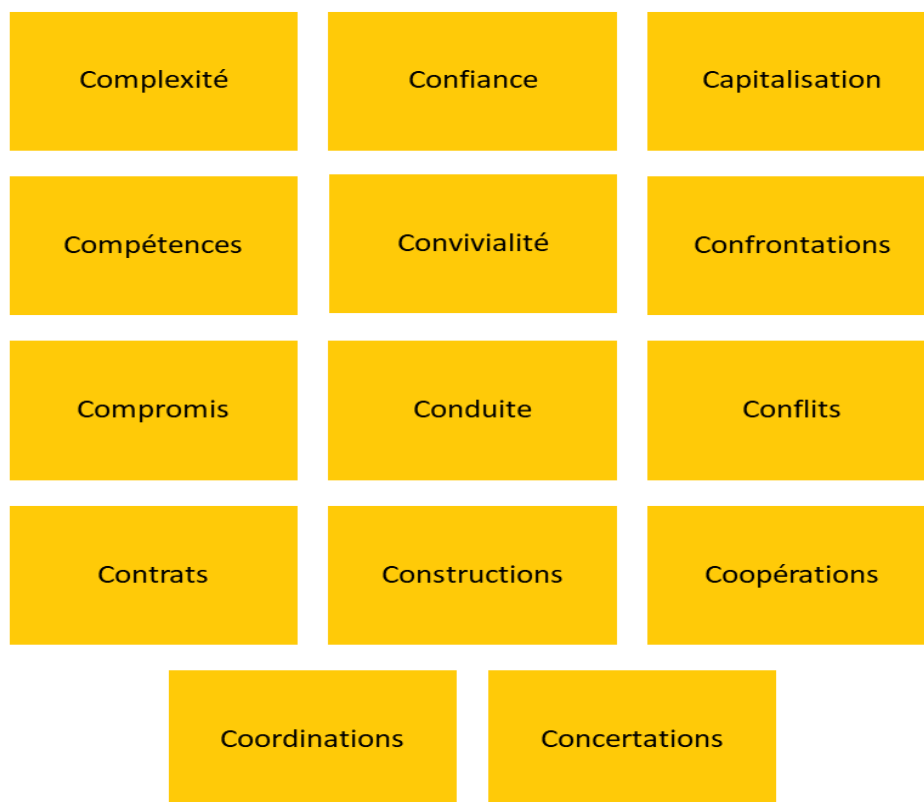 Complexité
Confiance
Capitalisation
Compétences
Convivialité
Confrontations
Compromis
Conduite
Conflits
Contrats
Constructions
Coopérations
Coordinations
Concertations